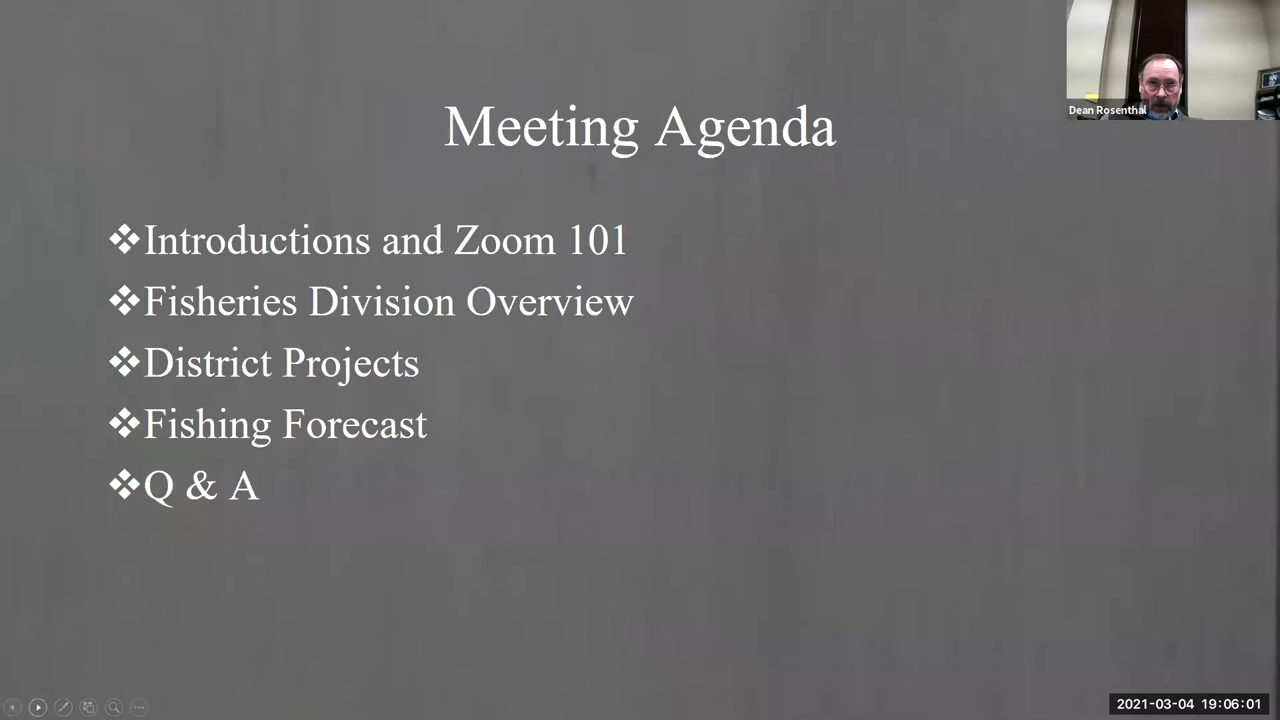 Dean Rosenthal
Meeting Agenda
❖Introductions and Zoom 101
❖Fisheries Division Overview
❖District Projects
❖Fishing Forecast
❖Q & A
2021-03-04 19:06:01